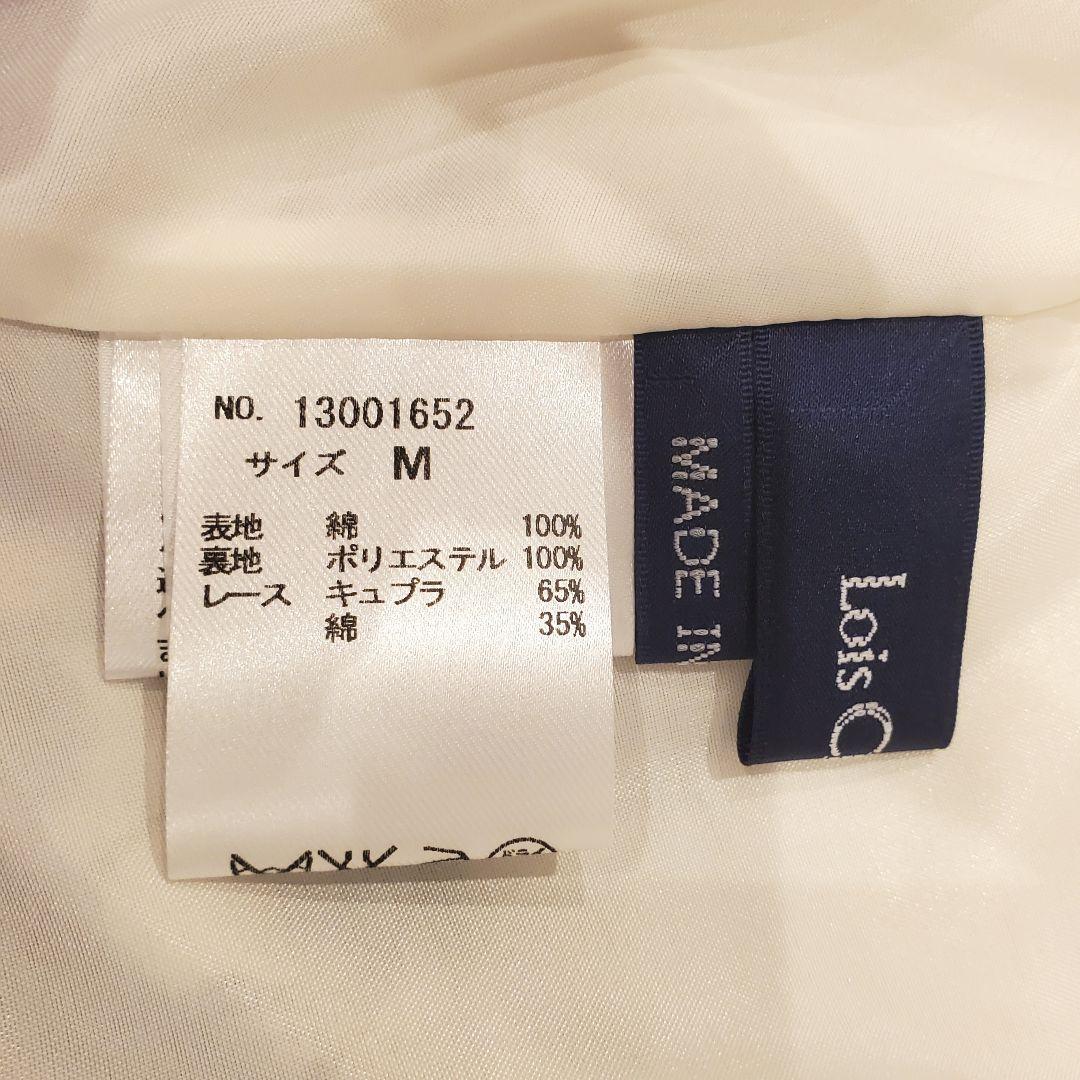 NO. 13001652
サイズ M
表地 綿 100%
裏地 ポリエステル 100%
レース キュプラ 65%
綿 35%
MADE IN
Lois C